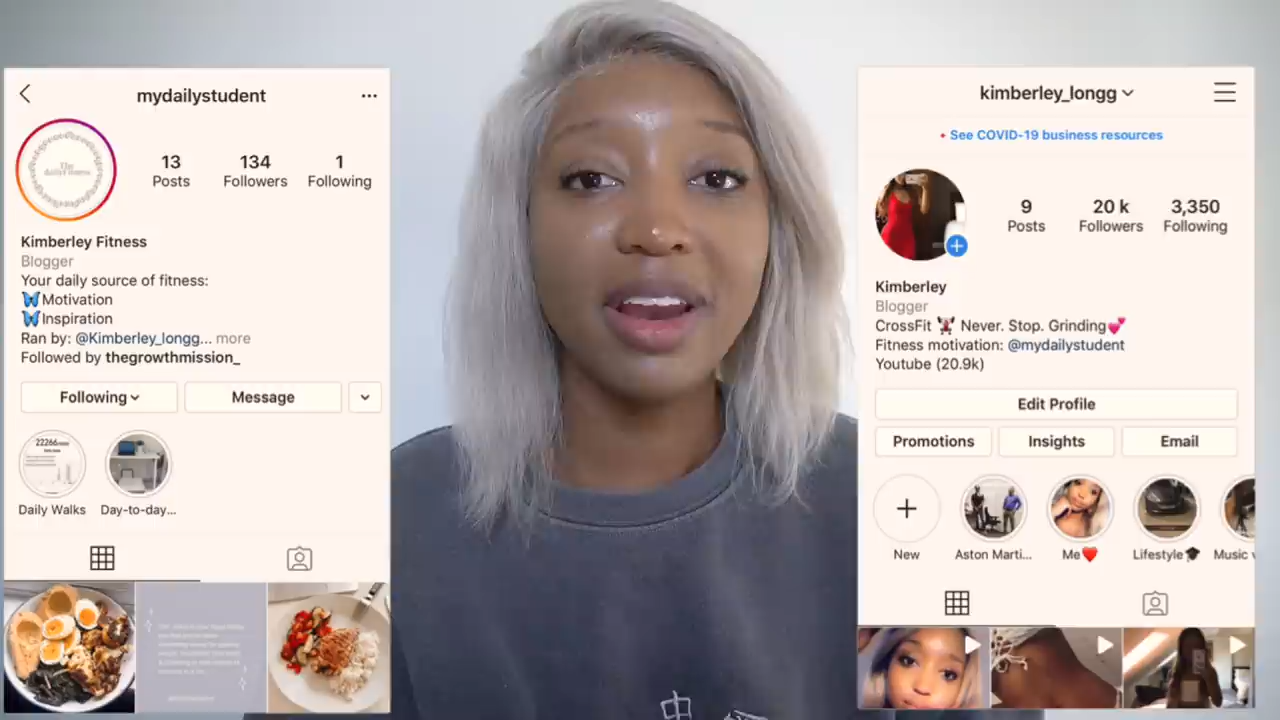 mydailystudent
13
134
1
Posts
Followers
Following
Kimberley Fitness
Blogger
Your daily source of fitness:
🦋Motivation
🦋Inspiration
Ran by: @Kimberley_longg... more
Followed by thegrowthmission_
Following
Message
22266
Daily Walks
Day-to-day...
kimberley_longg
• See COVID-19 business resources
9
20 k
3,350
Posts
Followers
Following
Kimberley
Blogger
CrossFit 🏋🏿‍♀️ Never. Stop. Grinding💕
Fitness motivation: @mydailystudent
Youtube (20.9k)
Edit Profile
Promotions
Insights
Email
New
Aston Marti...
Me❤️
Lifestyle🎓
Music
中